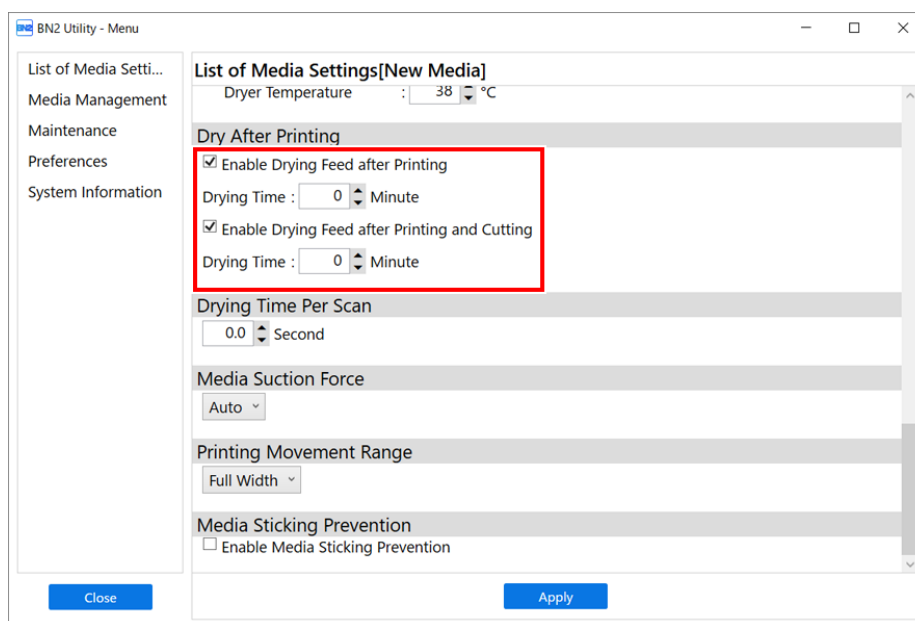 BN2 BN2 Utility - Menu
List of Media Setti...
Media Management
Maintenance
Preferences
System Information
Close
List of Media Settings[New Media]
Dryer Temperature : 38 °C
Dry After Printing
Enable Drying Feed after Printing
Drying Time : 0 Minute
Enable Drying Feed after Printing and Cutting
Drying Time : 0 Minute
Drying Time Per Scan
0.0 Second
Media Suction Force
Auto
Printing Movement Range
Full Width
Media Sticking Prevention
Enable Media Sticking Prevention
Apply